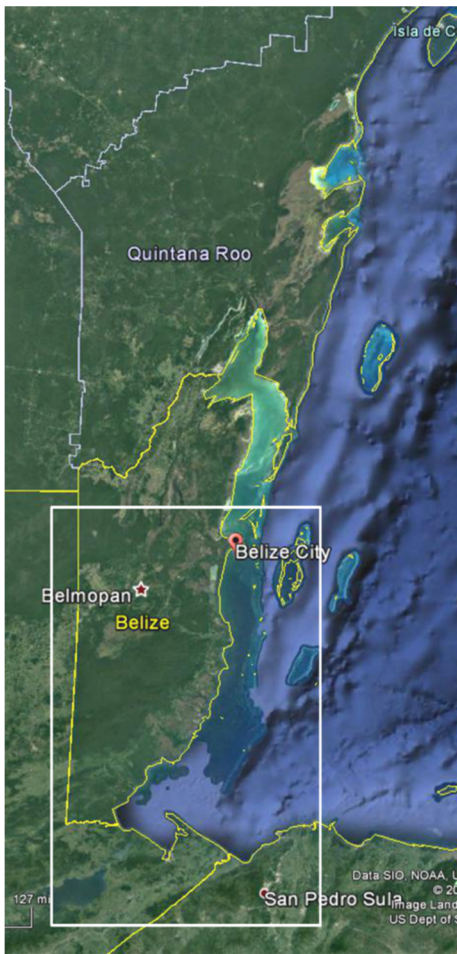 Isla de C
Quintana Roo
Belize City
Belmopan
Belize
San Pedro Sula
127 mi
Data SIO, NOAA, U
© 20
Image Land
US Dept of S